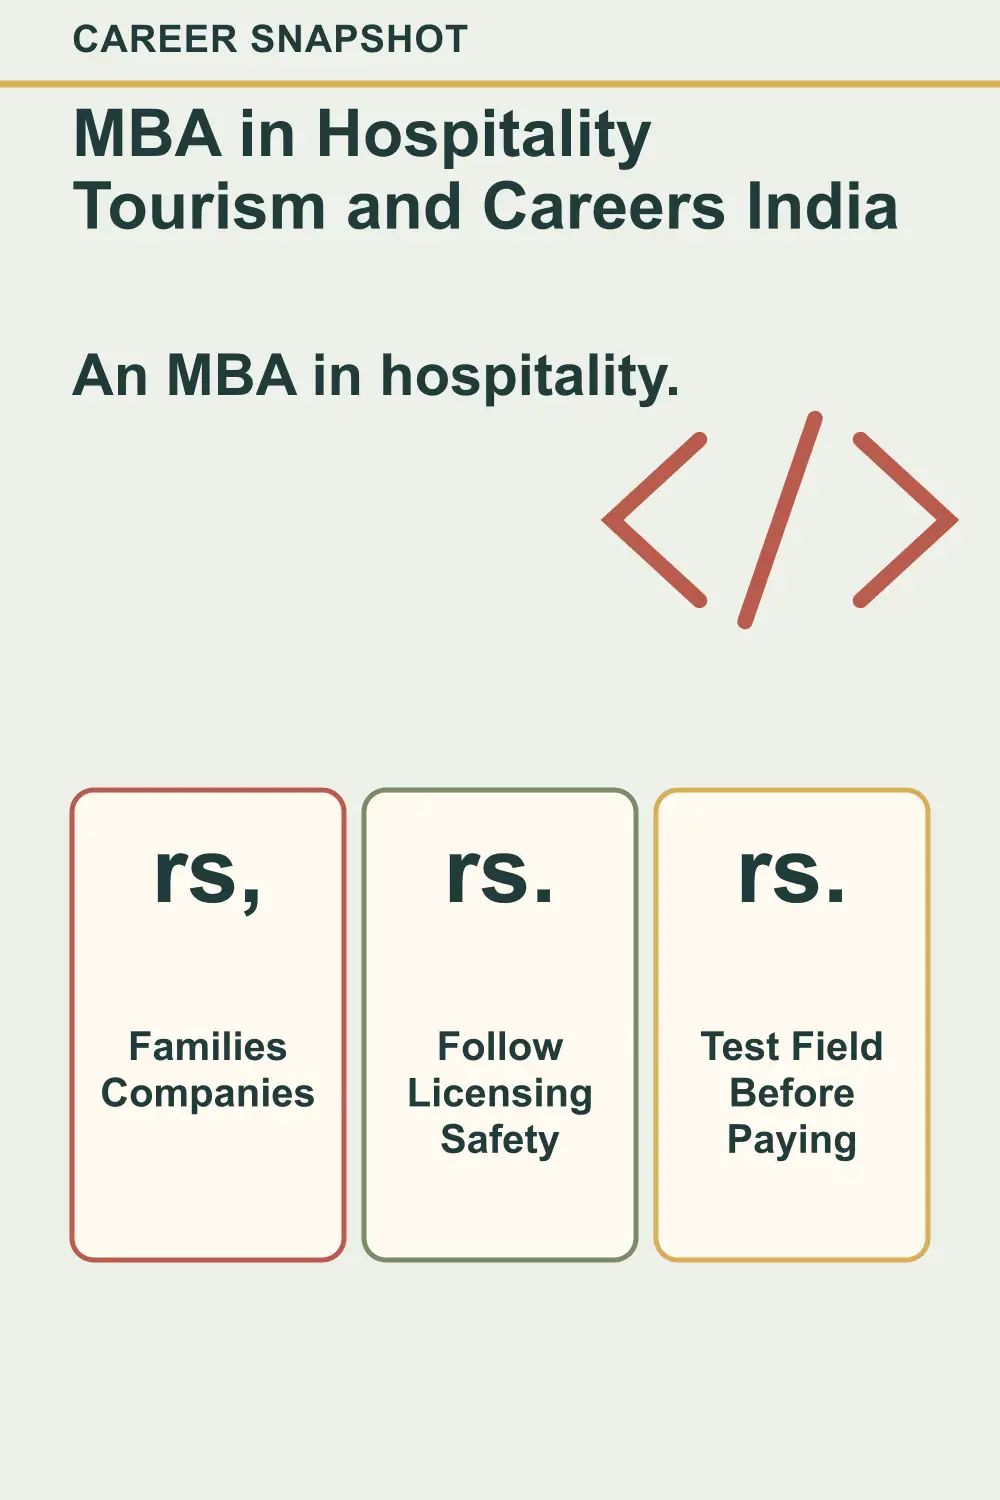 CAREER SNAPSHOT
MBA in Hospitality
Tourism and Careers India
An MBA in hospitality.
</>
rs,
Families
Companies
rs.
Follow
Licensing
Safety
rs.
Test Field
Before
Paying